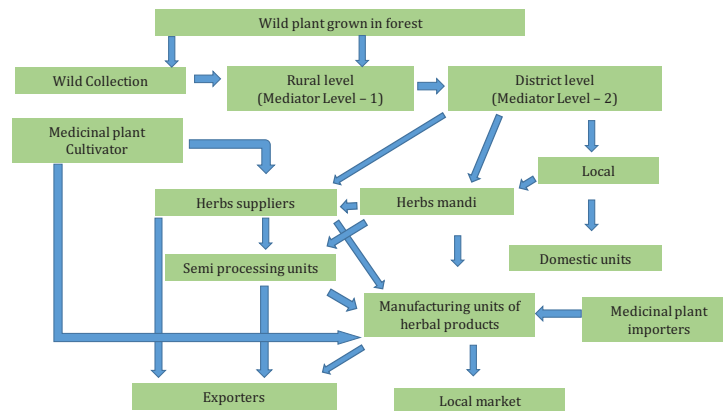 Wild plant grown in forest
Wild Collection
Rural level
(Mediator Level – 1)
District level
(Mediator Level – 2)
Medicinal plant
Cultivator
Local
Herbs suppliers
Herbs mandi
Domestic units
Semi processing units
Manufacturing units of
herbal products
Medicinal plant
importers
Exporters
Local market